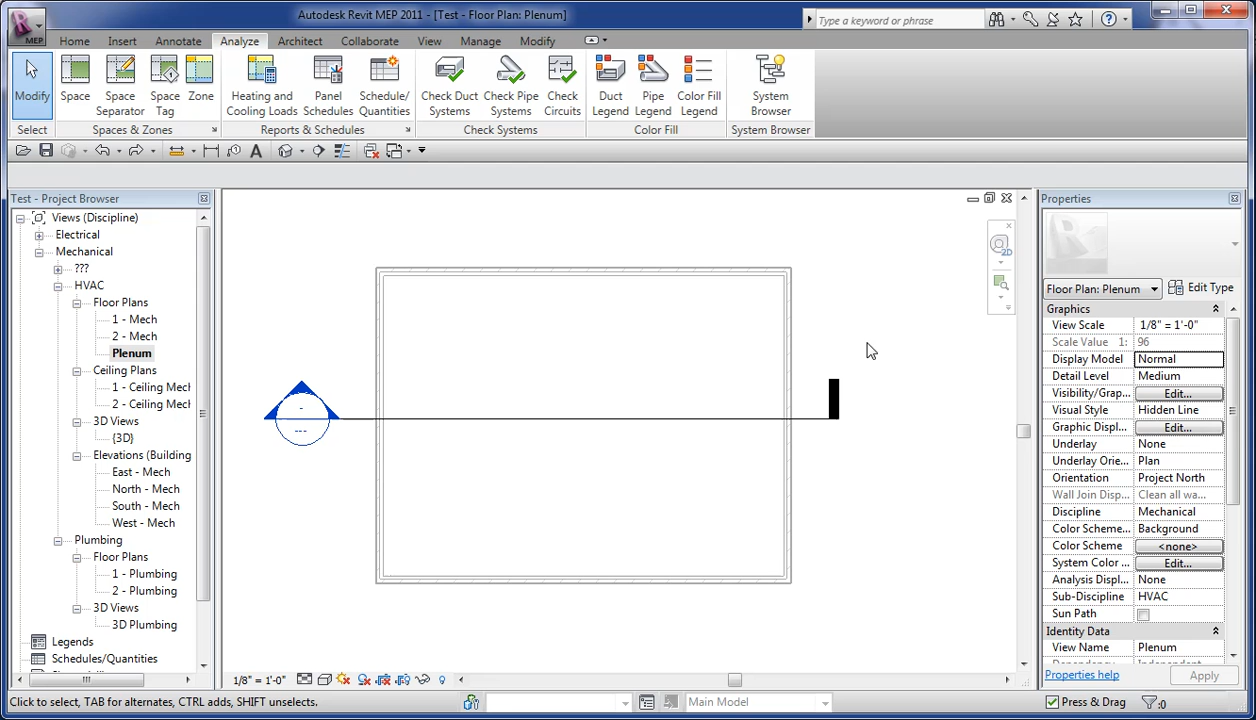 Autodesk Revit MEP 2011 - [Test - Floor Plan: Plenum]
Type a keyword or phrase
MEP
Home Insert Annotate Analyze Architect Collaborate View Manage Modify
Modify
Space
Space Separator
Space Tag
Zone
Heating and Cooling Loads
Panel Schedules
Schedule/ Quantities
Check Duct Systems
Check Pipe Systems
Check Circuits
Duct Legend
Pipe Legend
Color Fill Legend
System Browser
Select
Spaces & Zones
Reports & Schedules
Check Systems
Color Fill
System Browser
Test - Project Browser
Views (Discipline)
Electrical
Mechanical
???
HVAC
Floor Plans
1 - Mech
2 - Mech
Plenum
Ceiling Plans
1 - Ceiling Mech
2 - Ceiling Mech
3D Views
{3D}
Elevations (Building
East - Mech
North - Mech
South - Mech
West - Mech
Plumbing
Floor Plans
1 - Plumbing
2 - Plumbing
3D Views
3D Plumbing
Legends
Schedules/Quantities
-
---
2D
Properties
Floor Plan: Plenum
Edit Type
Graphics
View Scale 1/8" = 1'-0"
Scale Value 1: 96
Display Model Normal
Detail Level Medium
Visibility/Grap... Edit...
Visual Style Hidden Line
Graphic Displ... Edit...
Underlay None
Underlay Orie... Plan
Orientation Project North
Wall Join Disp... Clean all wa...
Discipline Mechanical
Color Scheme... Background
Color Scheme <none>
System Color ... Edit...
Analysis Displ... None
Sub-Discipline HVAC
Sun Path
Identity Data
View Name Plenum
Properties help
Apply
1/8" = 1'-0"
Click to select, TAB for alternates, CTRL adds, SHIFT unselects.
Main Model
Press & Drag
:0